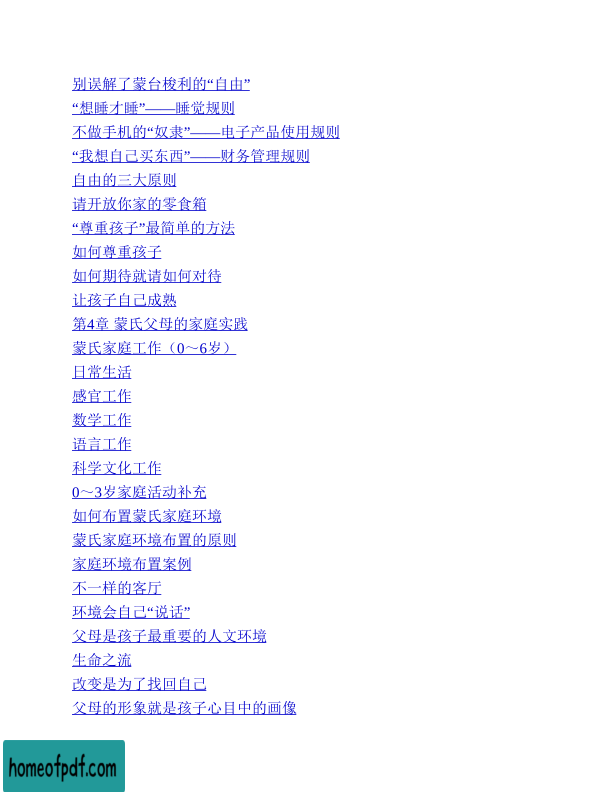 别误解了蒙台梭利的“自由”
“想睡才睡”——睡觉规则
不做手机的“奴隶”——电子产品使用规则
“我想自己买东西”——财务管理规则
自由的三大原则
请开放你家的零食箱
“尊重孩子”最简单的方法
如何尊重孩子
如何期待就请如何对待
让孩子自己成熟
第4章 蒙氏父母的家庭实践
蒙氏家庭工作（0～6岁）
日常生活
感官工作
数学工作
语言工作
科学文化工作
0～3岁家庭活动补充
如何布置蒙氏家庭环境
蒙氏家庭环境布置的原则
家庭环境布置案例
不一样的客厅
环境会自己“说话”
父母是孩子最重要的人文环境
生命之流
改变是为了找回自己
父母的形象就是孩子心目中的画像
homeofpdf.com